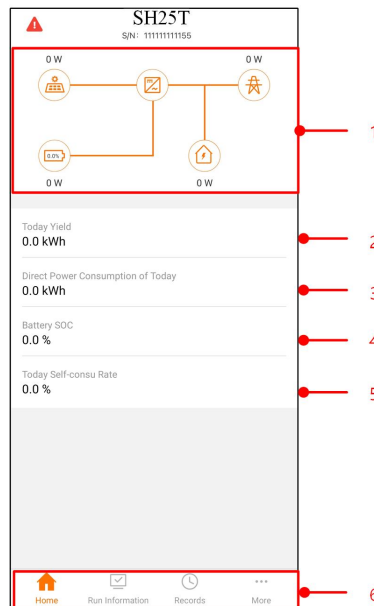 SH25T
S/N: 111111111155
0 W 0 W
0.0%
0 W 0 W
1
Today Yield
0.0 kWh
2
Direct Power Consumption of Today
0.0 kWh
3
Battery SOC
0.0 %
4
Today Self-consu Rate
0.0 %
5
Home Run Information Records More
6